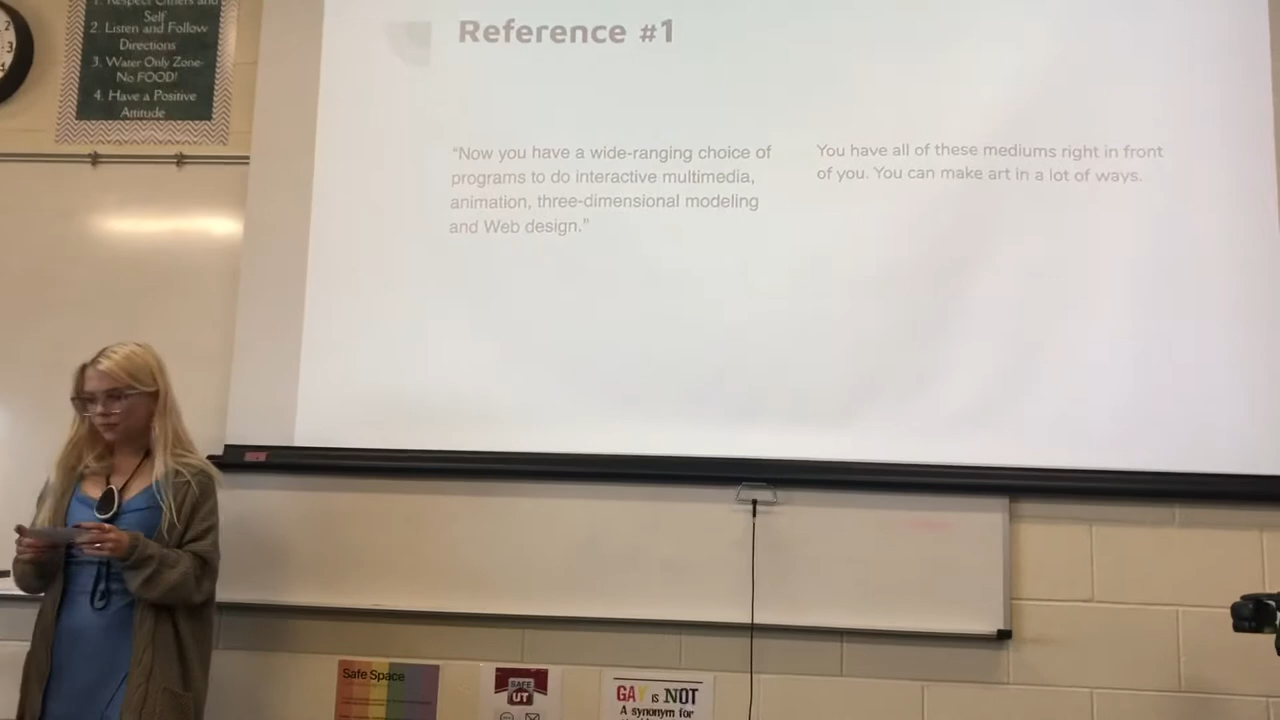 1. Respect Others and
Self
2. Listen and Follow
Directions
3. Water Only Zone-
No FOOD!
4. Have a Positive
Attitude
2
3
Reference #1
“Now you have a wide-ranging choice of
programs to do interactive multimedia,
animation, three-dimensional modeling
and Web design.”
You have all of these mediums right in front
of you. You can make art in a lot of ways.
Safe Space
SAFE
UT
GAY IS NOT
A synonym for